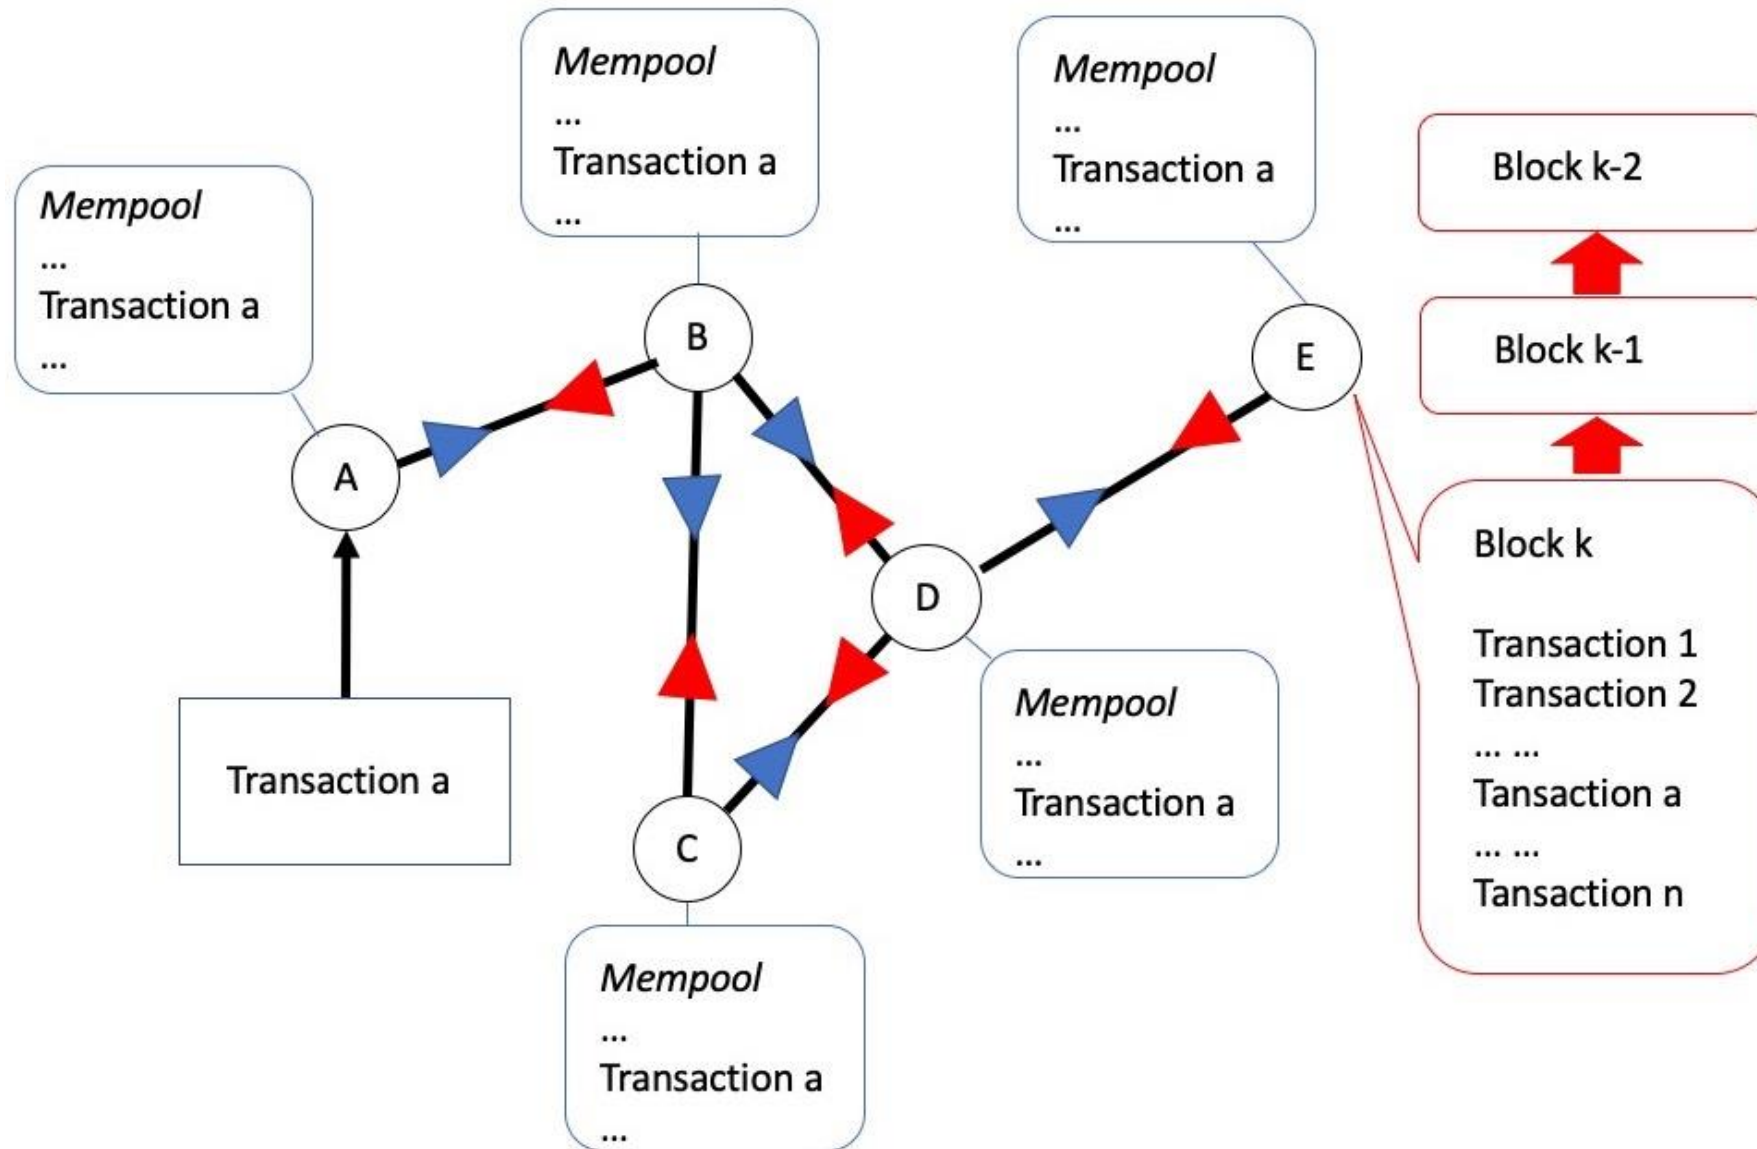 Mempool
...
Transaction a
...
Mempool
...
Transaction a
...
Mempool
...
Transaction a
...
Block k-2
Block k-1
A
B
E
D
C
Transaction a
Block k
Transaction 1
Transaction 2
... ...
Tansaction a
... ...
Tansaction n
Mempool
...
Transaction a
...
Mempool
...
Transaction a
...